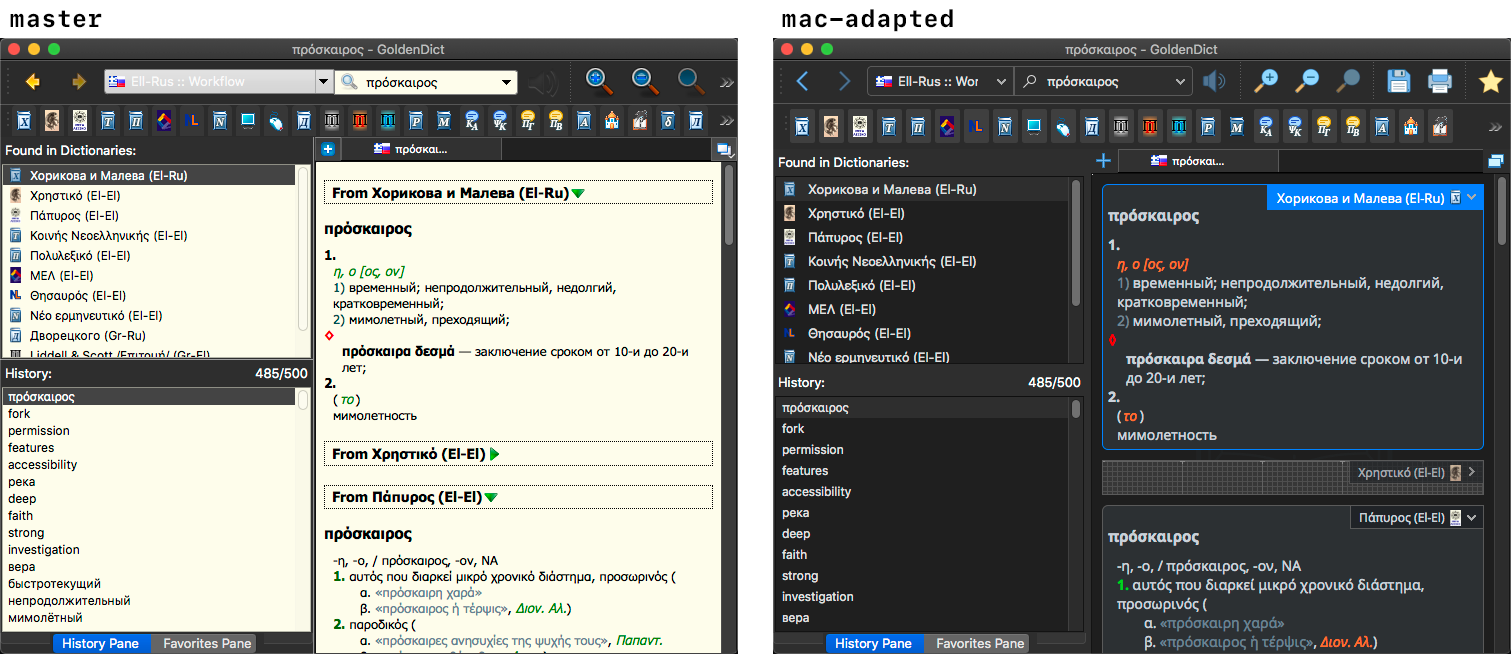 master
πρόσκαιρος - GoldenDict
Ell-Rus :: Workflow
πρόσκαιρος
Found in Dictionaries:
Хорикова и Малева (El-Ru)
Χρηστικό (El-El)
Πάπυρος (El-El)
Κοινής Νεοελληνικής (El-El)
Πολυλεξικό (El-El)
ΜΕΛ (El-El)
Θησαυρός (El-El)
Νέο ερμηνευτικό (El-El)
Дворецкого (Gr-Ru)
Liddell & Scott /Επιτομή/ (Gr-El)
History:
485/500
πρόσκαιρος
fork
permission
features
accessibility
река
deep
faith
strong
investigation
вера
быстротекущий
непродолжительный
мимолётный
History Pane
Favorites Pane
πρόσκαι...
From Хорикова и Малева (El-Ru)
πρόσκαιρος
1.
η, ο [ος, ον]
1) временный; непродолжительный, недолгий,
кратковременный;
2) мимолетный, преходящий;
πρόσκαιρα δεσμά — заключение сроком от 10-и до 20-и
лет;
2.
(το)
мимолетность
From Χρηστικό (El-El)
From Πάπυρος (El-El)
πρόσκαιρος
-η, -ο, / πρόσκαιρος, -ον, ΝΑ
1. αυτός που διαρκεί μικρό χρονικό διάστημα, προσωρινός (
α. «πρόσκαιρη χαρά»
β. «πρόσκαιρος ἡ τέρψις», Διον. Αλ.)
2. παροδικός (
α. «πρόσκαιρες ανησυχίες της ψυχής τους», Παπαντ.
mac-adapted
πρόσκαιρος - GoldenDict
Ell-Rus :: Wor
πρόσκαιρος
Found in Dictionaries:
Хорикова и Малева (El-Ru)
Χρηστικό (El-El)
Πάπυρος (El-El)
Κοινής Νεοελληνικής (El-El)
Πολυλεξικό (El-El)
ΜΕΛ (El-El)
Θησαυρός (El-El)
Νέο ερμηνευτικό (El-El)
History:
485/500
πρόσκαιρος
fork
permission
features
accessibility
река
deep
faith
strong
investigation
вера
History Pane
Favorites Pane
πρόσκαι...
Хорикова и Малева (El-Ru)
πρόσκαιρος
1.
η, ο [ος, ον]
1) временный; непродолжительный, недолгий,
кратковременный;
2) мимолетный, преходящий;
πρόσκαιρα δεσμά — заключение сроком от 10-и
до 20-и лет;
2.
(το)
мимолетность
Χρηστικό (El-El)
Πάπυρος (El-El)
πρόσκαιρος
-η, -ο, / πρόσκαιρος, -ον, ΝΑ
1. αυτός που διαρκεί μικρό χρονικό διάστημα,
προσωρινός (
α. «πρόσκαιρη χαρά»
β. «πρόσκαιρος ἡ τέρψις», Διον. Αλ.)